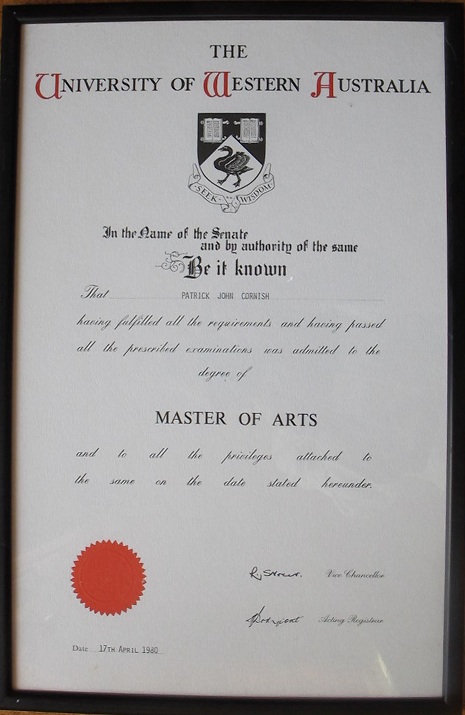 THE
UNIVERSITY OF WESTERN AUSTRALIA
SEEK WISDOM
In the Name of the Senate
and by authority of the same
Be it known
That PATRICK JOHN CORNISH
having fulfilled all the requirements and having passed
all the prescribed examinations was admitted to the
degree of
MASTER OF ARTS
and to all the privileges attached to
the same on the date stated hereunder.
Vice Chancellor
Acting Registrar
Date 17TH APRIL 1980